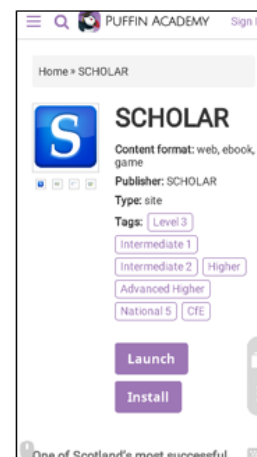 PUFFIN ACADEMY Sign
Home » SCHOLAR
S
SCHOLAR
Content format: web, ebook,
game
Publisher: SCHOLAR
Type: site
Tags: Level 3
Intermediate 1
Intermediate 2 Higher
Advanced Higher
National 5 CfE
Launch
Install
One of Scotland's most successful